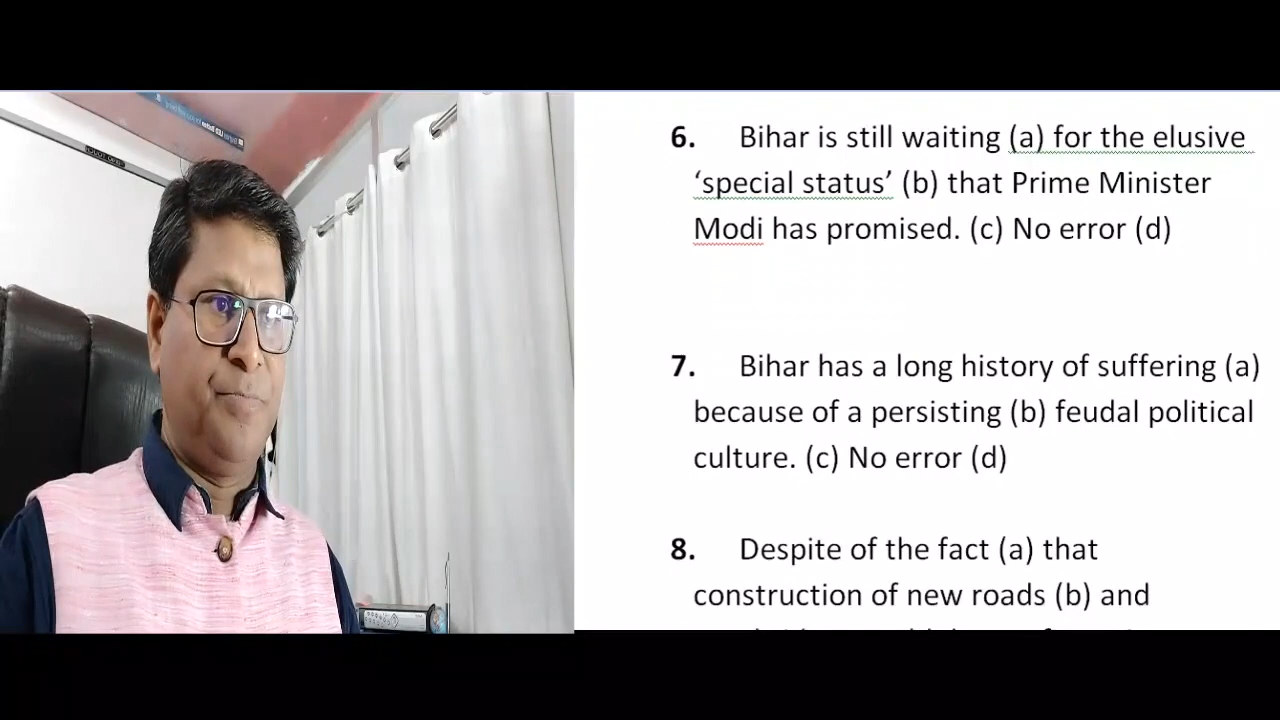 6. Bihar is still waiting (a) for the elusive
‘special status’ (b) that Prime Minister
Modi has promised. (c) No error (d)
7. Bihar has a long history of suffering (a)
because of a persisting (b) feudal political
culture. (c) No error (d)
8. Despite of the fact (a) that
construction of new roads (b) and